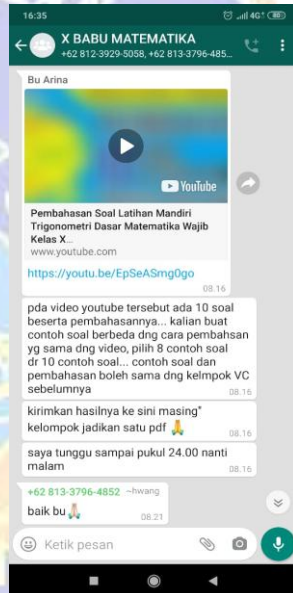 16:35
4G
X BABU MATEMATIKA
+62 812-3929-5058, +62 813-3796-485...
Bu Arina
YouTube
Pembahasan Soal Latihan Mandiri
Trigonometri Dasar Matematika Wajib
Kelas X...
www.youtube.com
https://youtu.be/EpSeASmg0go
08.16
pda video youtube tersebut ada 10 soal
beserta pembahasannya... kalian buat
contoh soal berbeda dng cara pembahsan
yg sama dng video, pilih 8 contoh soal
dr 10 contoh soal... contoh soal dan
pembahasan boleh sama dng kelmpok VC
sebelumnya
08.16
kirimkan hasilnya ke sini masing"
kelompok jadikan satu pdf 🙏
08.16
saya tunggu sampai pukul 24.00 nanti
malam
08.16
+62 813-3796-4852 ~hwang
baik bu🙏
08.21
Ketik pesan